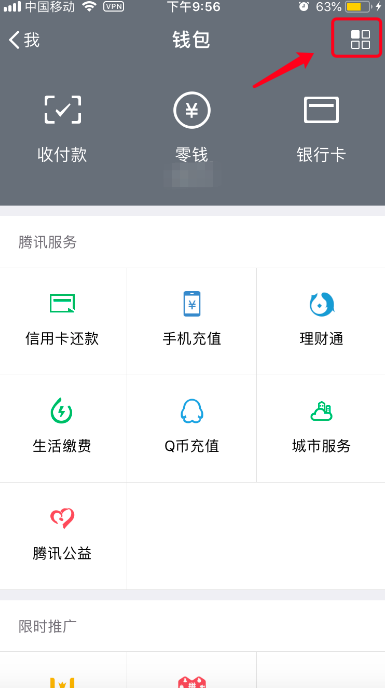 中国移动 VPN 下午9:56 63%
我 钱包
收付款 零钱 银行卡
腾讯服务
信用卡还款 手机充值 理财通
生活缴费 Q币充值 城市服务
腾讯公益
限时推广